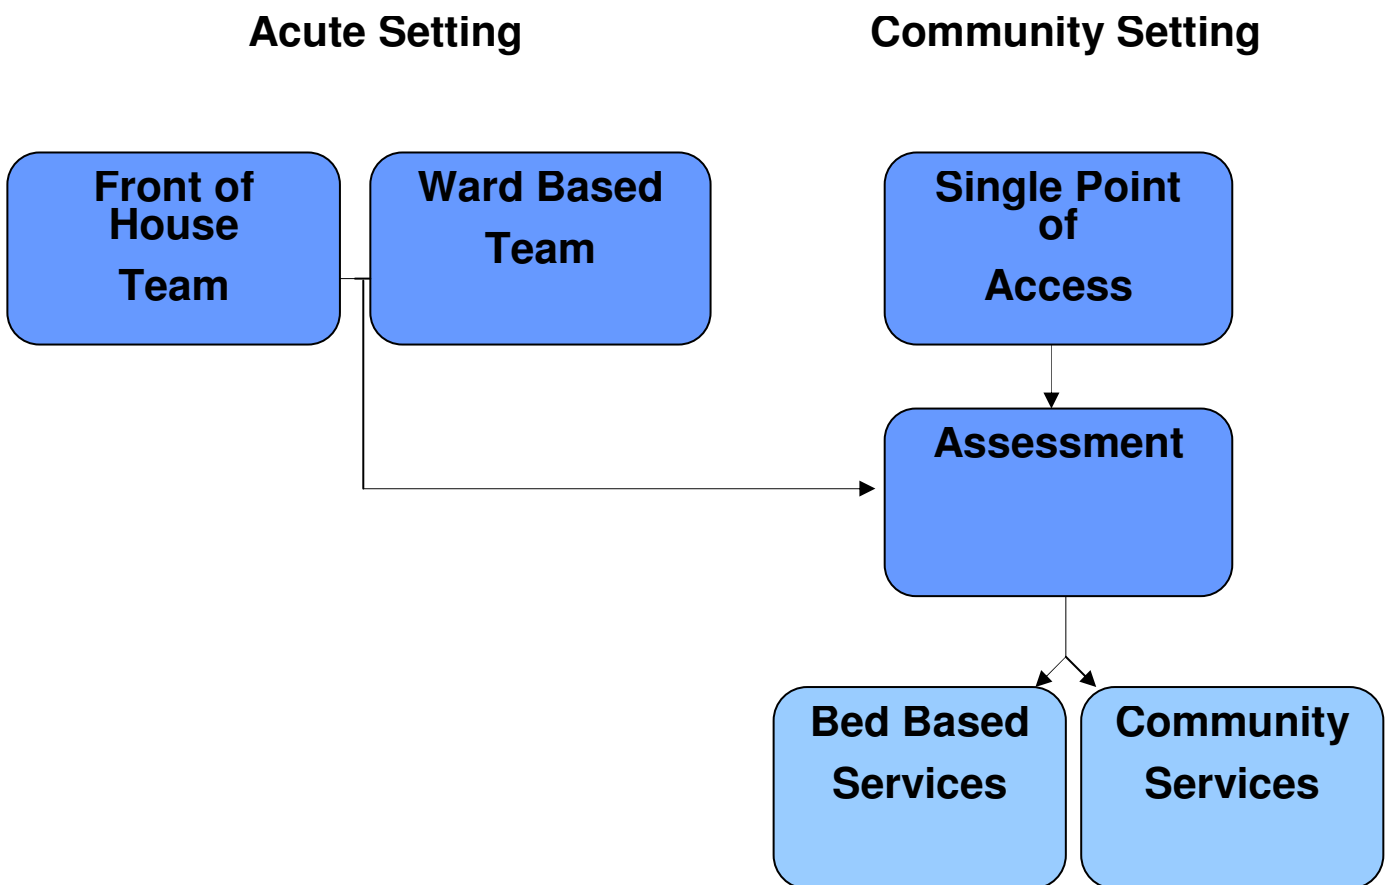 Acute Setting
Community Setting
Front of
House
Team
Ward Based
Team
Single Point
of
Access
Assessment
Bed Based
Services
Community
Services